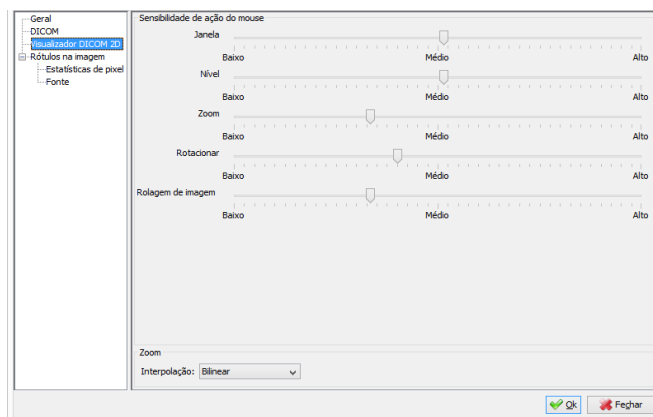 Geral
DICOM
Visualizador DICOM 2D
Rótulos na imagem
Estatísticas de pixel
Fonte
Sensibilidade de ação do mouse
Janela
Baixo Médio Alto
Nível
Baixo Médio Alto
Zoom
Baixo Médio Alto
Rotacionar
Baixo Médio Alto
Rolagem de imagem
Baixo Médio Alto
Zoom
Interpolação: Bilinear
Ok Fechar